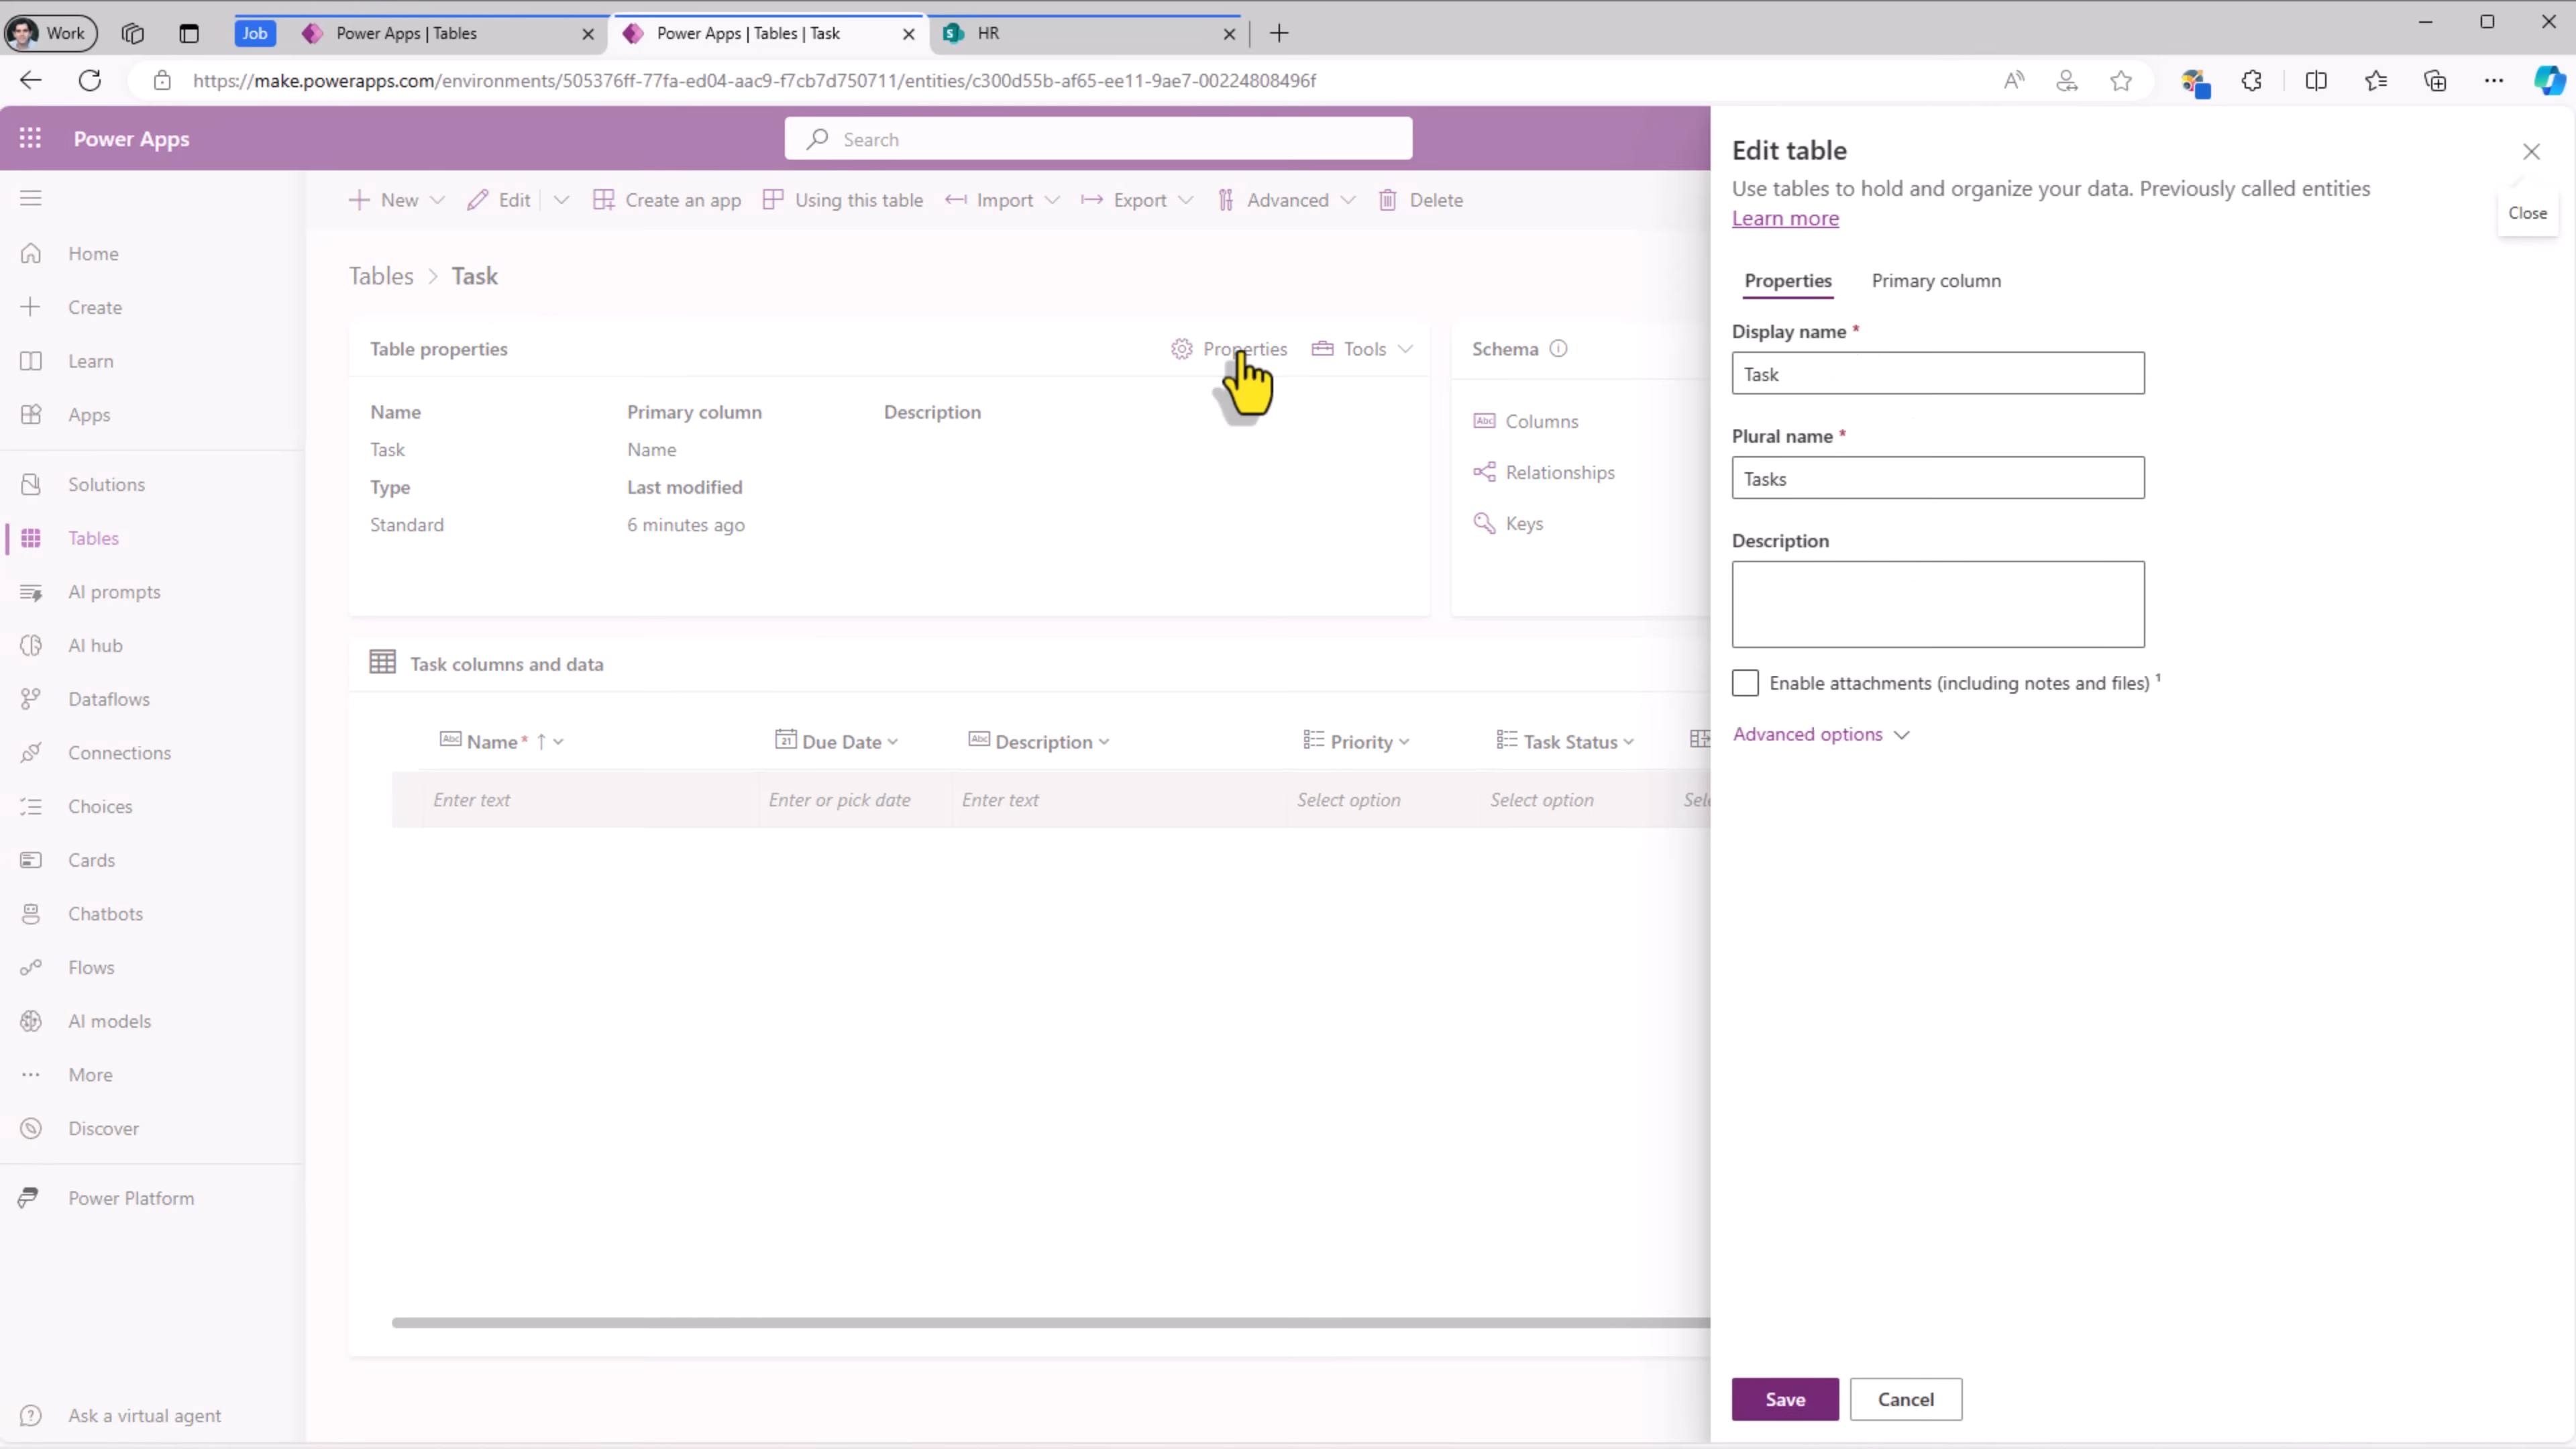 Work
Job
Power Apps | Tables
Power Apps | Tables | Task
HR
https://make.powerapps.com/environments/505376ff-77fa-ed04-aac9-f7cb7d750711/entities/c300d55b-af65-ee11-9ae7-00224808496f
Power Apps
Search
New
Edit
Create an app
Using this table
Import
Export
Advanced
Delete
Home
Create
Learn
Apps
Solutions
Tables
AI prompts
AI hub
Dataflows
Connections
Choices
Cards
Chatbots
Flows
AI models
More
Discover
Power Platform
Ask a virtual agent
Tables > Task
Table properties
Properties
Tools
Name Primary column Description
Task Name
Type Last modified
Standard 6 minutes ago
Schema
Columns
Relationships
Keys
Task columns and data
Name* Due Date Description Priority Task Status
Enter text Enter or pick date Enter text Select option Select option Sel
Edit table
Use tables to hold and organize your data. Previously called entities
Learn more
Close
Properties Primary column
Display name *
Task
Plural name *
Tasks
Description
Enable attachments (including notes and files) ¹
Advanced options
Save
Cancel